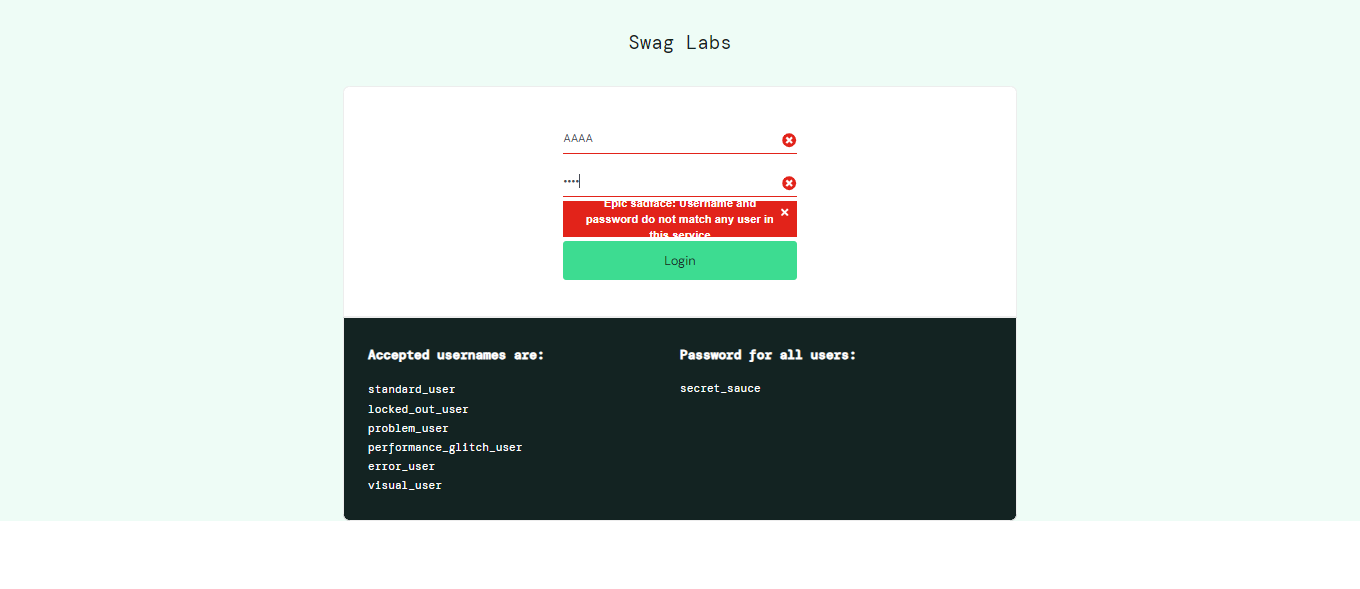 Swag Labs
AAAA
••••
Epic sadface: Username and
password do not match any user in
this service
Login
Accepted usernames are:
standard_user
locked_out_user
problem_user
performance_glitch_user
error_user
visual_user
Password for all users:
secret_sauce